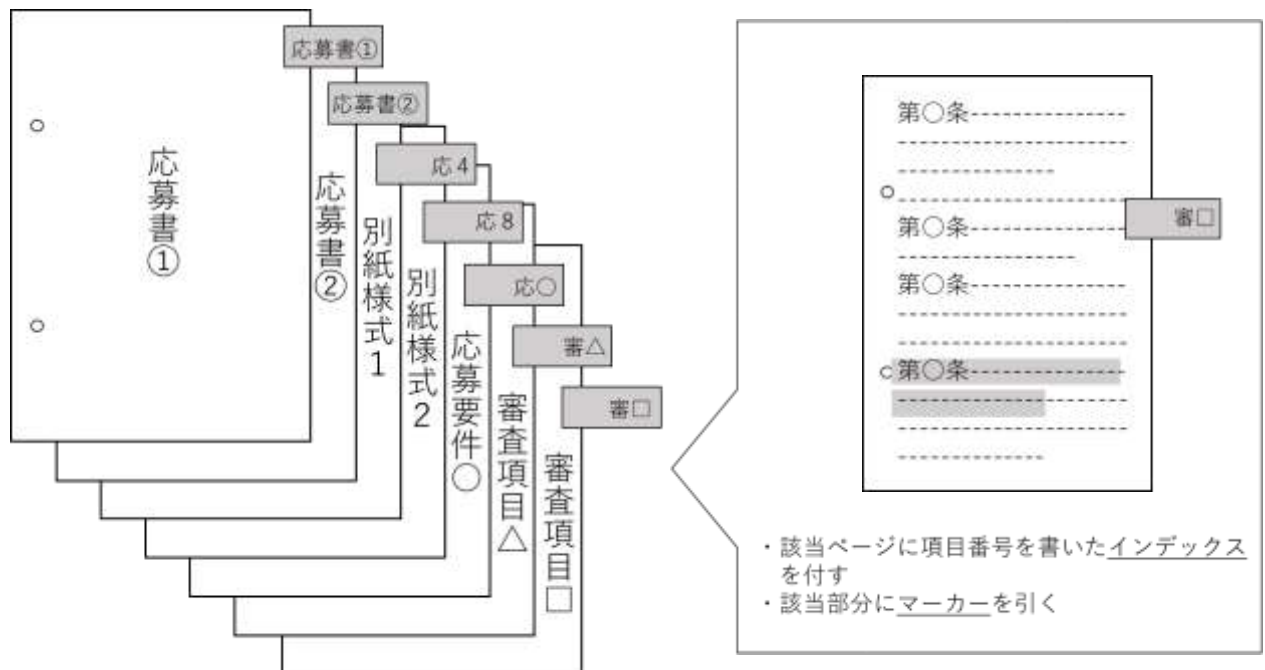 応募書①
応募書②
応4
応8
応○
審△
審□
応募書①
応募書②
別紙様式1
別紙様式2
応募要件○
審査項目△
審査項目□
第○条
第○条
第○条
第○条
審□
・該当ページに項目番号を書いたインデックス
を付す
・該当部分にマーカーを引く